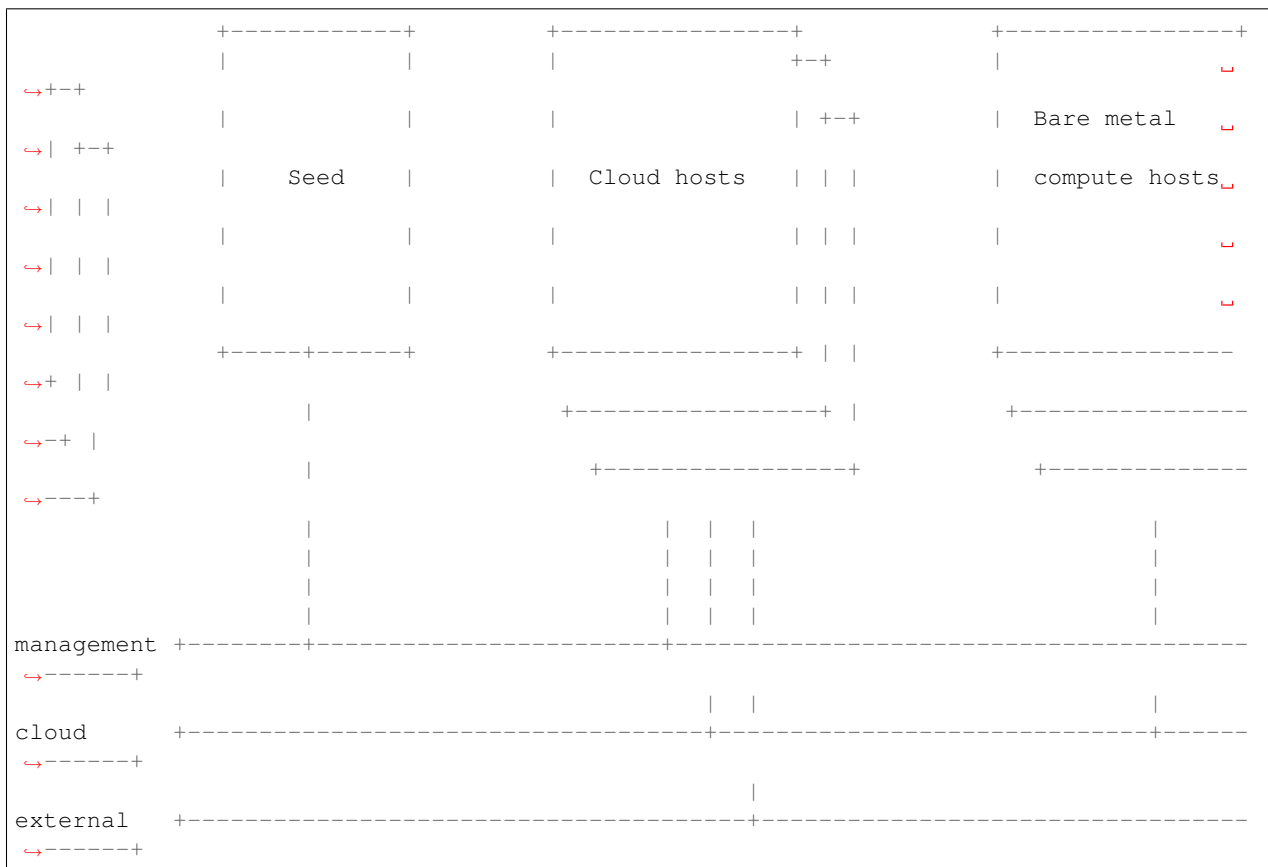 Bare metal
Seed Cloud hosts compute hosts
management
cloud
external